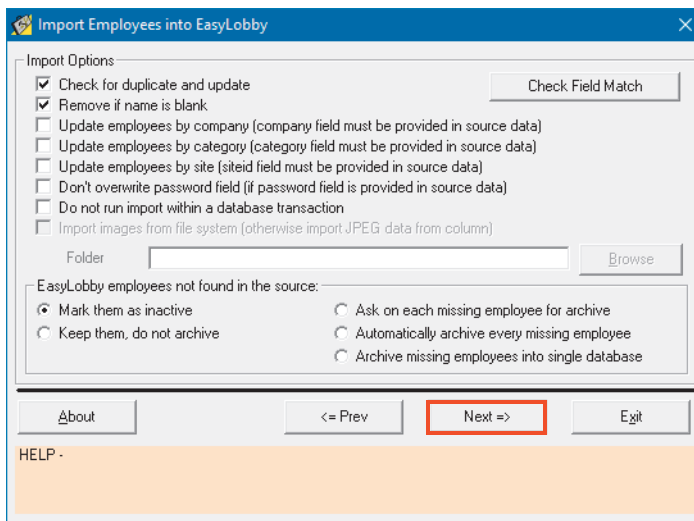 Import Employees into EasyLobby
Import Options
Check for duplicate and update
Check Field Match
Remove if name is blank
Update employees by company (company field must be provided in source data)
Update employees by category (category field must be provided in source data)
Update employees by site (siteid field must be provided in source data)
Don't overwrite password field (if password field is provided in source data)
Do not run import within a database transaction
Import images from file system (otherwise import JPEG data from column)
Folder
Browse
EasyLobby employees not found in the source:
Mark them as inactive
Ask on each missing employee for archive
Keep them, do not archive
Automatically archive every missing employee
Archive missing employees into single database
About
<= Prev
Next =>
Exit
HELP -